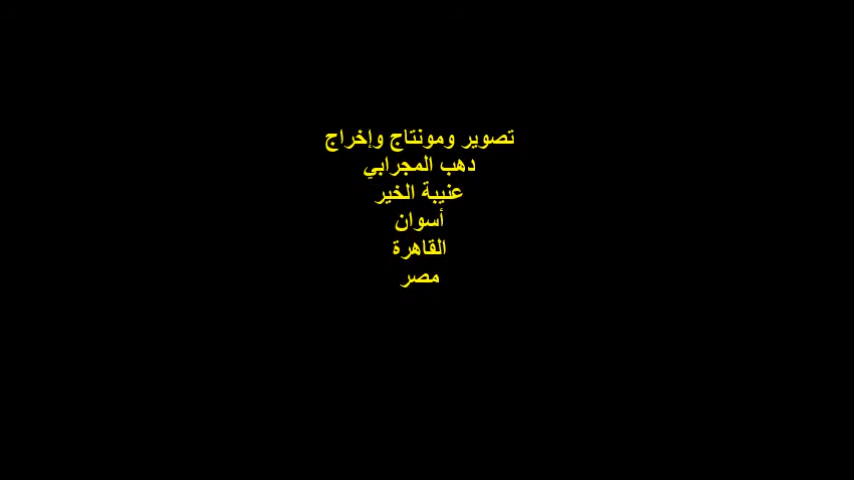 تصوير ومونتاج وإخراج
دهب المجرابي
عنيبة الخير
أسوان
القاهرة
مصر